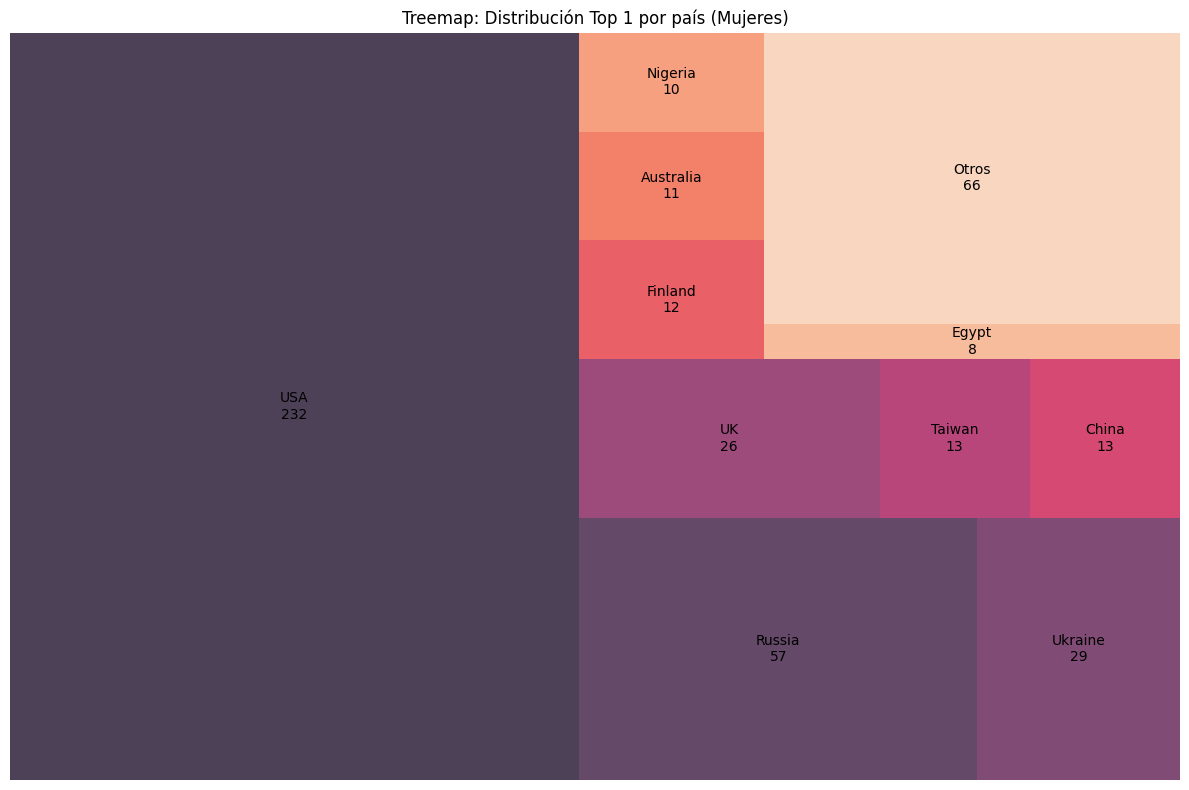 Treemap: Distribución Top 1 por país (Mujeres)
USA
232
Nigeria
10
Australia
11
Finland
12
Otros
66
Egypt
8
UK
26
Taiwan
13
China
13
Russia
57
Ukraine
29